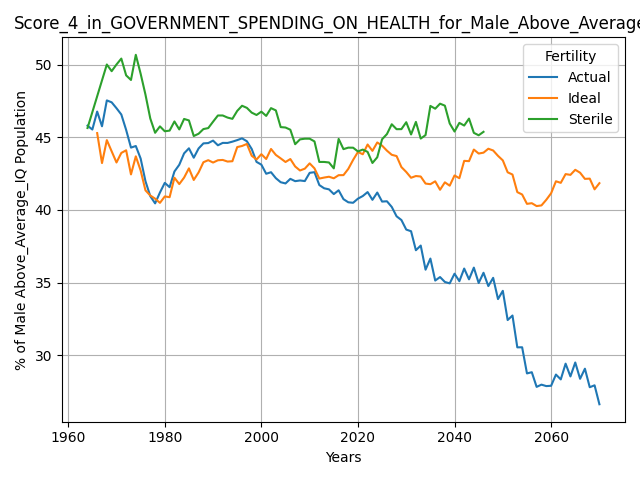 Score_4_in_GOVERNMENT_SPENDING_ON_HEALTH_for_Male_Above_Average
Fertility
Actual
Ideal
Sterile
50
45
40
35
30
% of Male Above_Average_IQ Population
1960 1980 2000 2020 2040 2060
Years